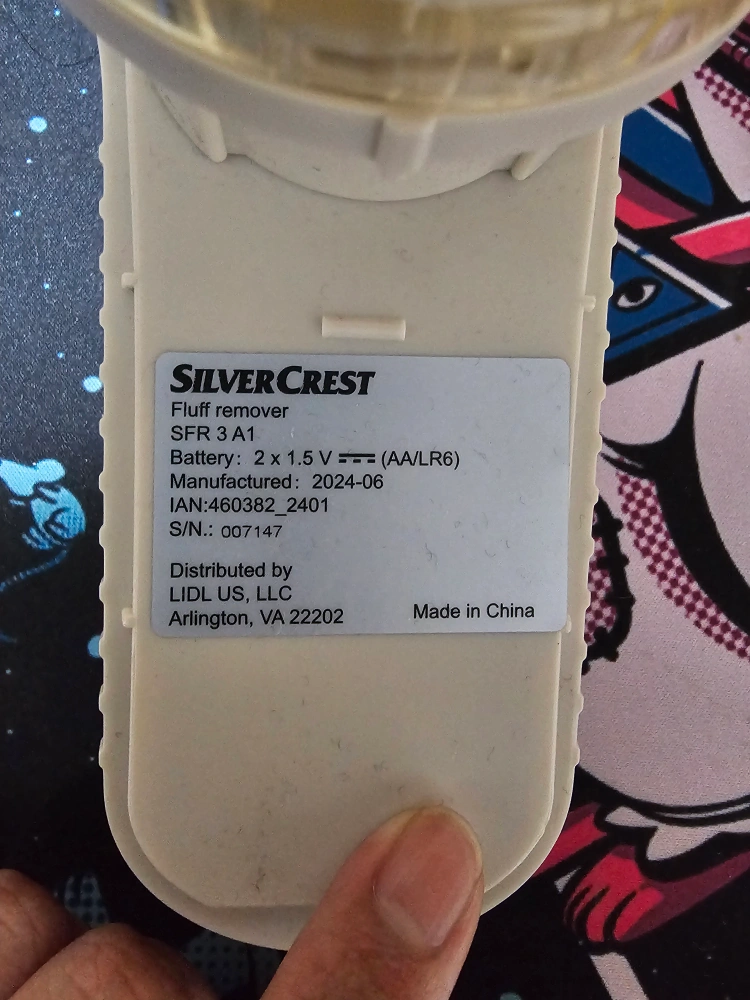 SILVERCREST
Fluff remover
SFR 3 A1
Battery: 2 x 1.5 V ⎓ (AA/LR6)
Manufactured: 2024-06
IAN:460382_2401
S/N.: 007147
Distributed by
LIDL US, LLC
Arlington, VA 22202
Made in China